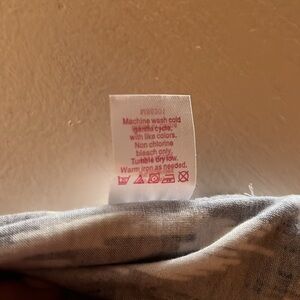 Machine wash cold
gentle cycle,
with like colors.
Non chlorine
bleach only.
Tumble dry low.
Warm iron as needed.